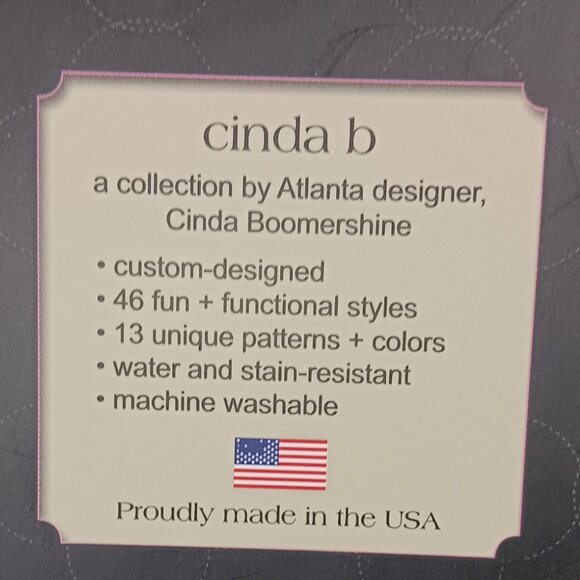 cinda b
a collection by Atlanta designer,
Cinda Boomershine
• custom-designed
• 46 fun + functional styles
• 13 unique patterns + colors
• water and stain-resistant
• machine washable
Proudly made in the USA